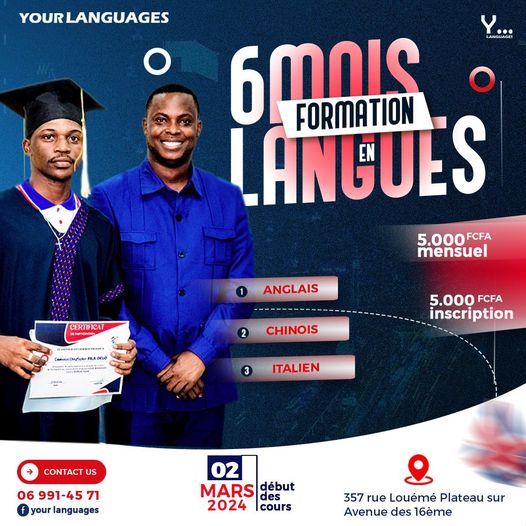 YOUR LANGUAGES
Y...
LANGUAGES
6 MOIS
FORMATION
EN
LANGUES
5.000 FCFA
mensuel
5.000 FCFA
inscription
1 ANGLAIS
2 CHINOIS
3 ITALIEN
CERTIFICAT
CONTACT US
06 991-45 71
your languages
02
MARS
2024
début
des
cours
357 rue Louémé Plateau sur
Avenue des 16ème